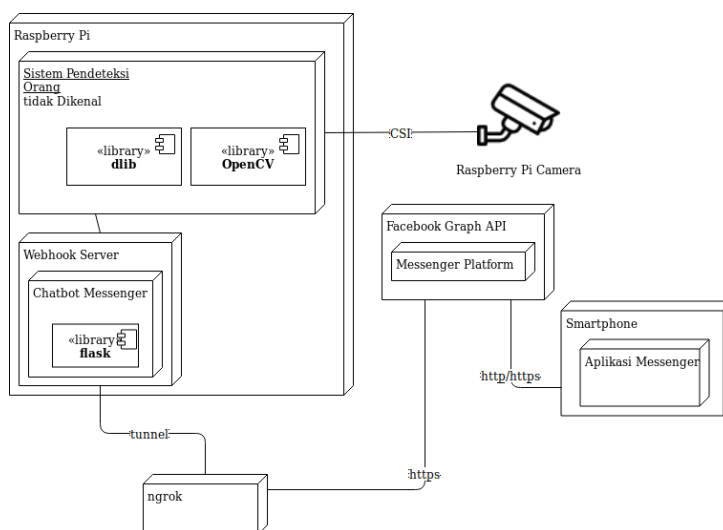 Raspberry Pi
Sistem Pendeteksi
Orang
tidak Dikenal
«library»
dlib
«library»
OpenCV
CSI
Raspberry Pi Camera
Webhook Server
Chatbot Messenger
«library»
flask
Facebook Graph API
Messenger Platform
Smartphone
Aplikasi Messenger
http/https
tunnel
https
ngrok